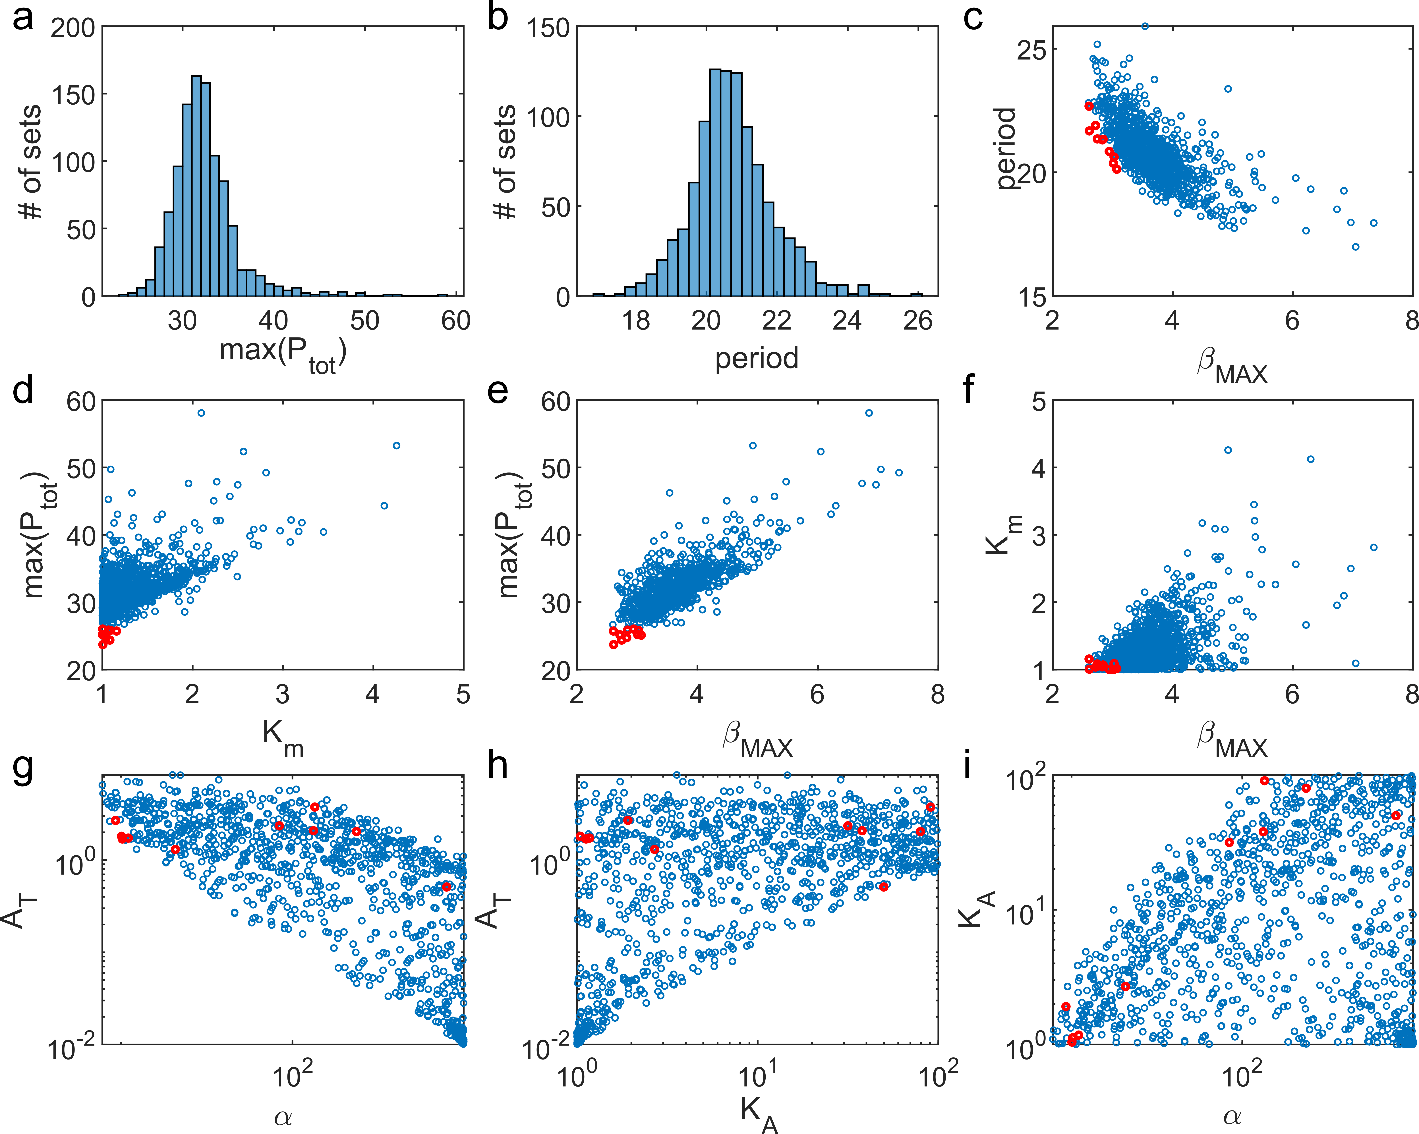 a
200
150
100
50
0
# of sets
30 40 50 60
max(P_tot)
b
150
100
50
0
# of sets
18 20 22 24 26
period
c
25
20
15
period
2 4 6 8
β_MAX
d
60
50
40
30
20
max(P_tot)
1 2 3 4 5
K_m
e
60
50
40
30
20
max(P_tot)
2 4 6 8
β_MAX
f
5
4
3
2
1
K_m
2 4 6 8
β_MAX
g
10^0
10^-2
A_T
10^2
α
h
10^0
10^-2
A_T
10^0 10^1 10^2
K_A
i
10^2
10^1
10^0
K_A
10^2
α